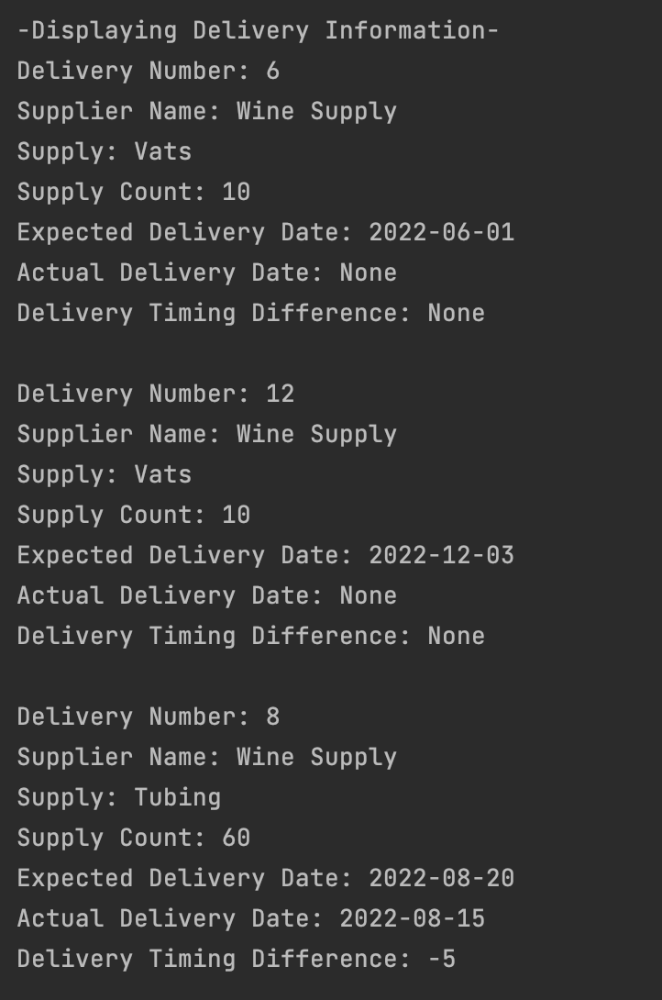 -Displaying Delivery Information-
Delivery Number: 6
Supplier Name: Wine Supply
Supply: Vats
Supply Count: 10
Expected Delivery Date: 2022-06-01
Actual Delivery Date: None
Delivery Timing Difference: None

Delivery Number: 12
Supplier Name: Wine Supply
Supply: Vats
Supply Count: 10
Expected Delivery Date: 2022-12-03
Actual Delivery Date: None
Delivery Timing Difference: None

Delivery Number: 8
Supplier Name: Wine Supply
Supply: Tubing
Supply Count: 60
Expected Delivery Date: 2022-08-20
Actual Delivery Date: 2022-08-15
Delivery Timing Difference: -5